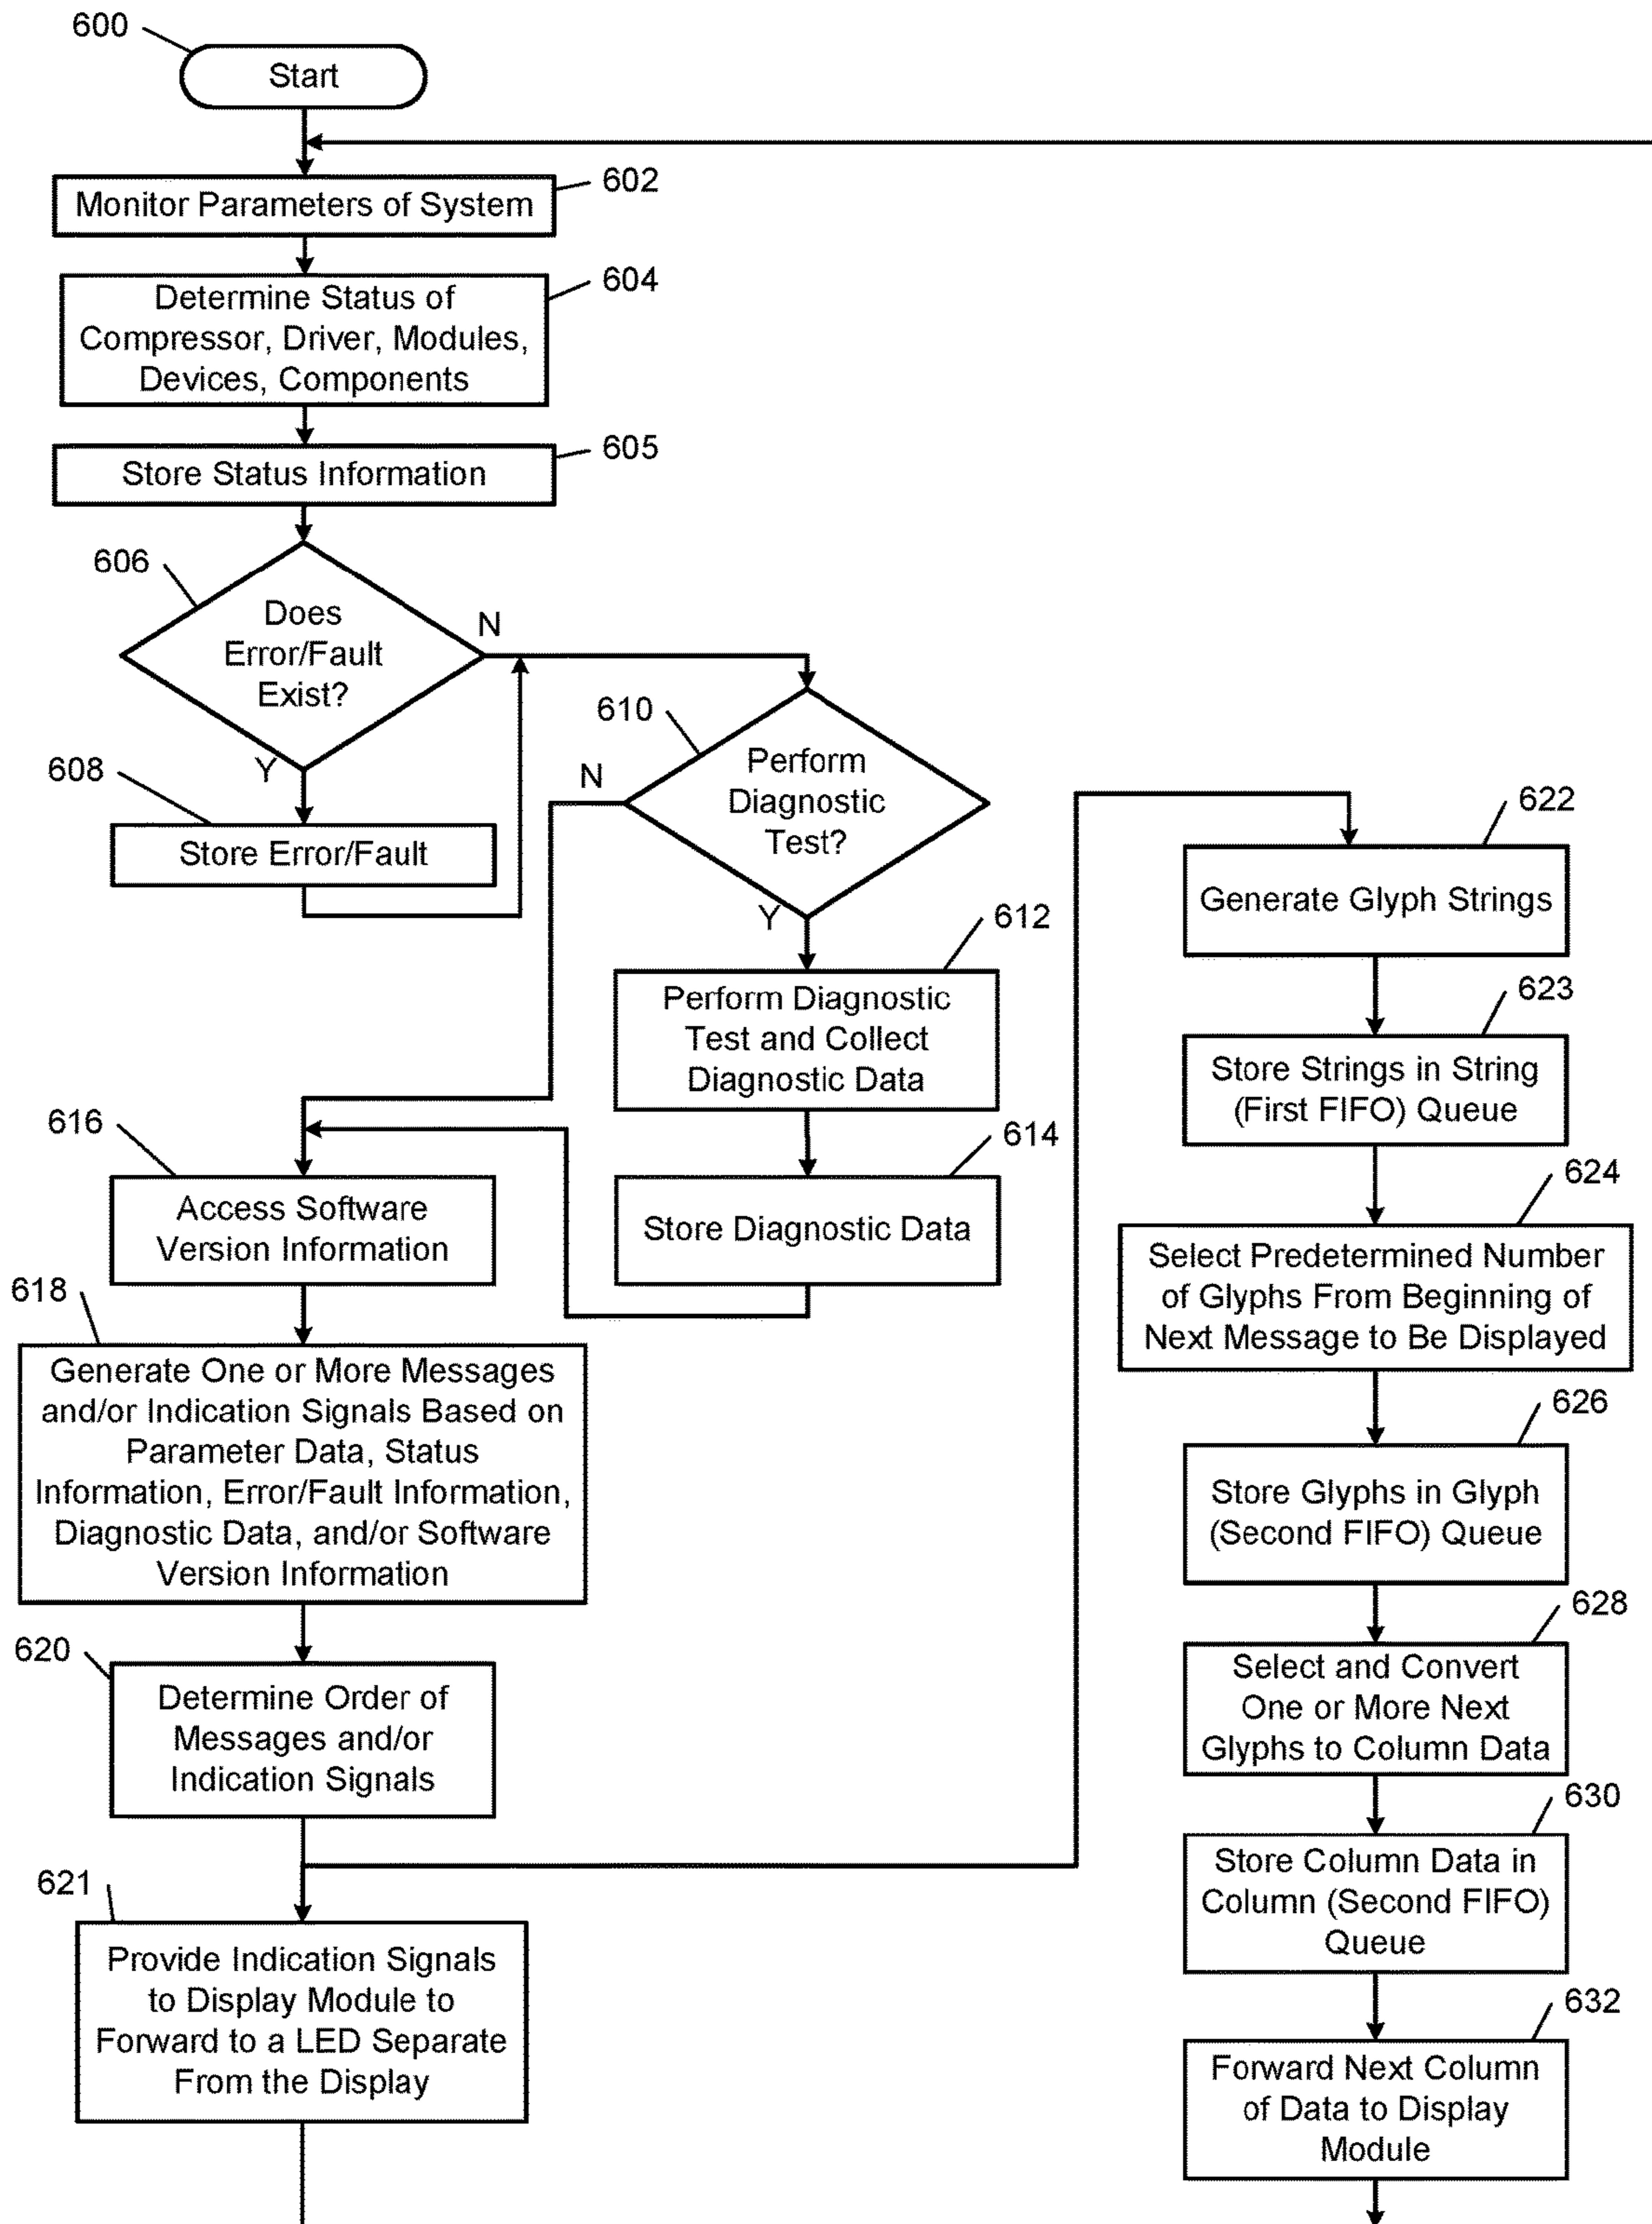 600
Start
602
Monitor Parameters of System
604
Determine Status of
Compressor, Driver, Modules,
Devices, Components
605
Store Status Information
606
Does
Error/Fault
Exist?
N
Y
608
Store Error/Fault
610
Perform
Diagnostic
Test?
N
Y
612
Perform Diagnostic
Test and Collect
Diagnostic Data
614
Store Diagnostic Data
616
Access Software
Version Information
618
Generate One or More Messages
and/or Indication Signals Based on
Parameter Data, Status
Information, Error/Fault Information,
Diagnostic Data, and/or Software
Version Information
620
Determine Order of
Messages and/or
Indication Signals
621
Provide Indication Signals
to Display Module to
Forward to a LED Separate
From the Display
622
Generate Glyph Strings
623
Store Strings in String
(First FIFO) Queue
624
Select Predetermined Number
of Glyphs From Beginning of
Next Message to Be Displayed
626
Store Glyphs in Glyph
(Second FIFO) Queue
628
Select and Convert
One or More Next
Glyphs to Column Data
630
Store Column Data in
Column (Second FIFO)
Queue
632
Forward Next Column
of Data to Display
Module